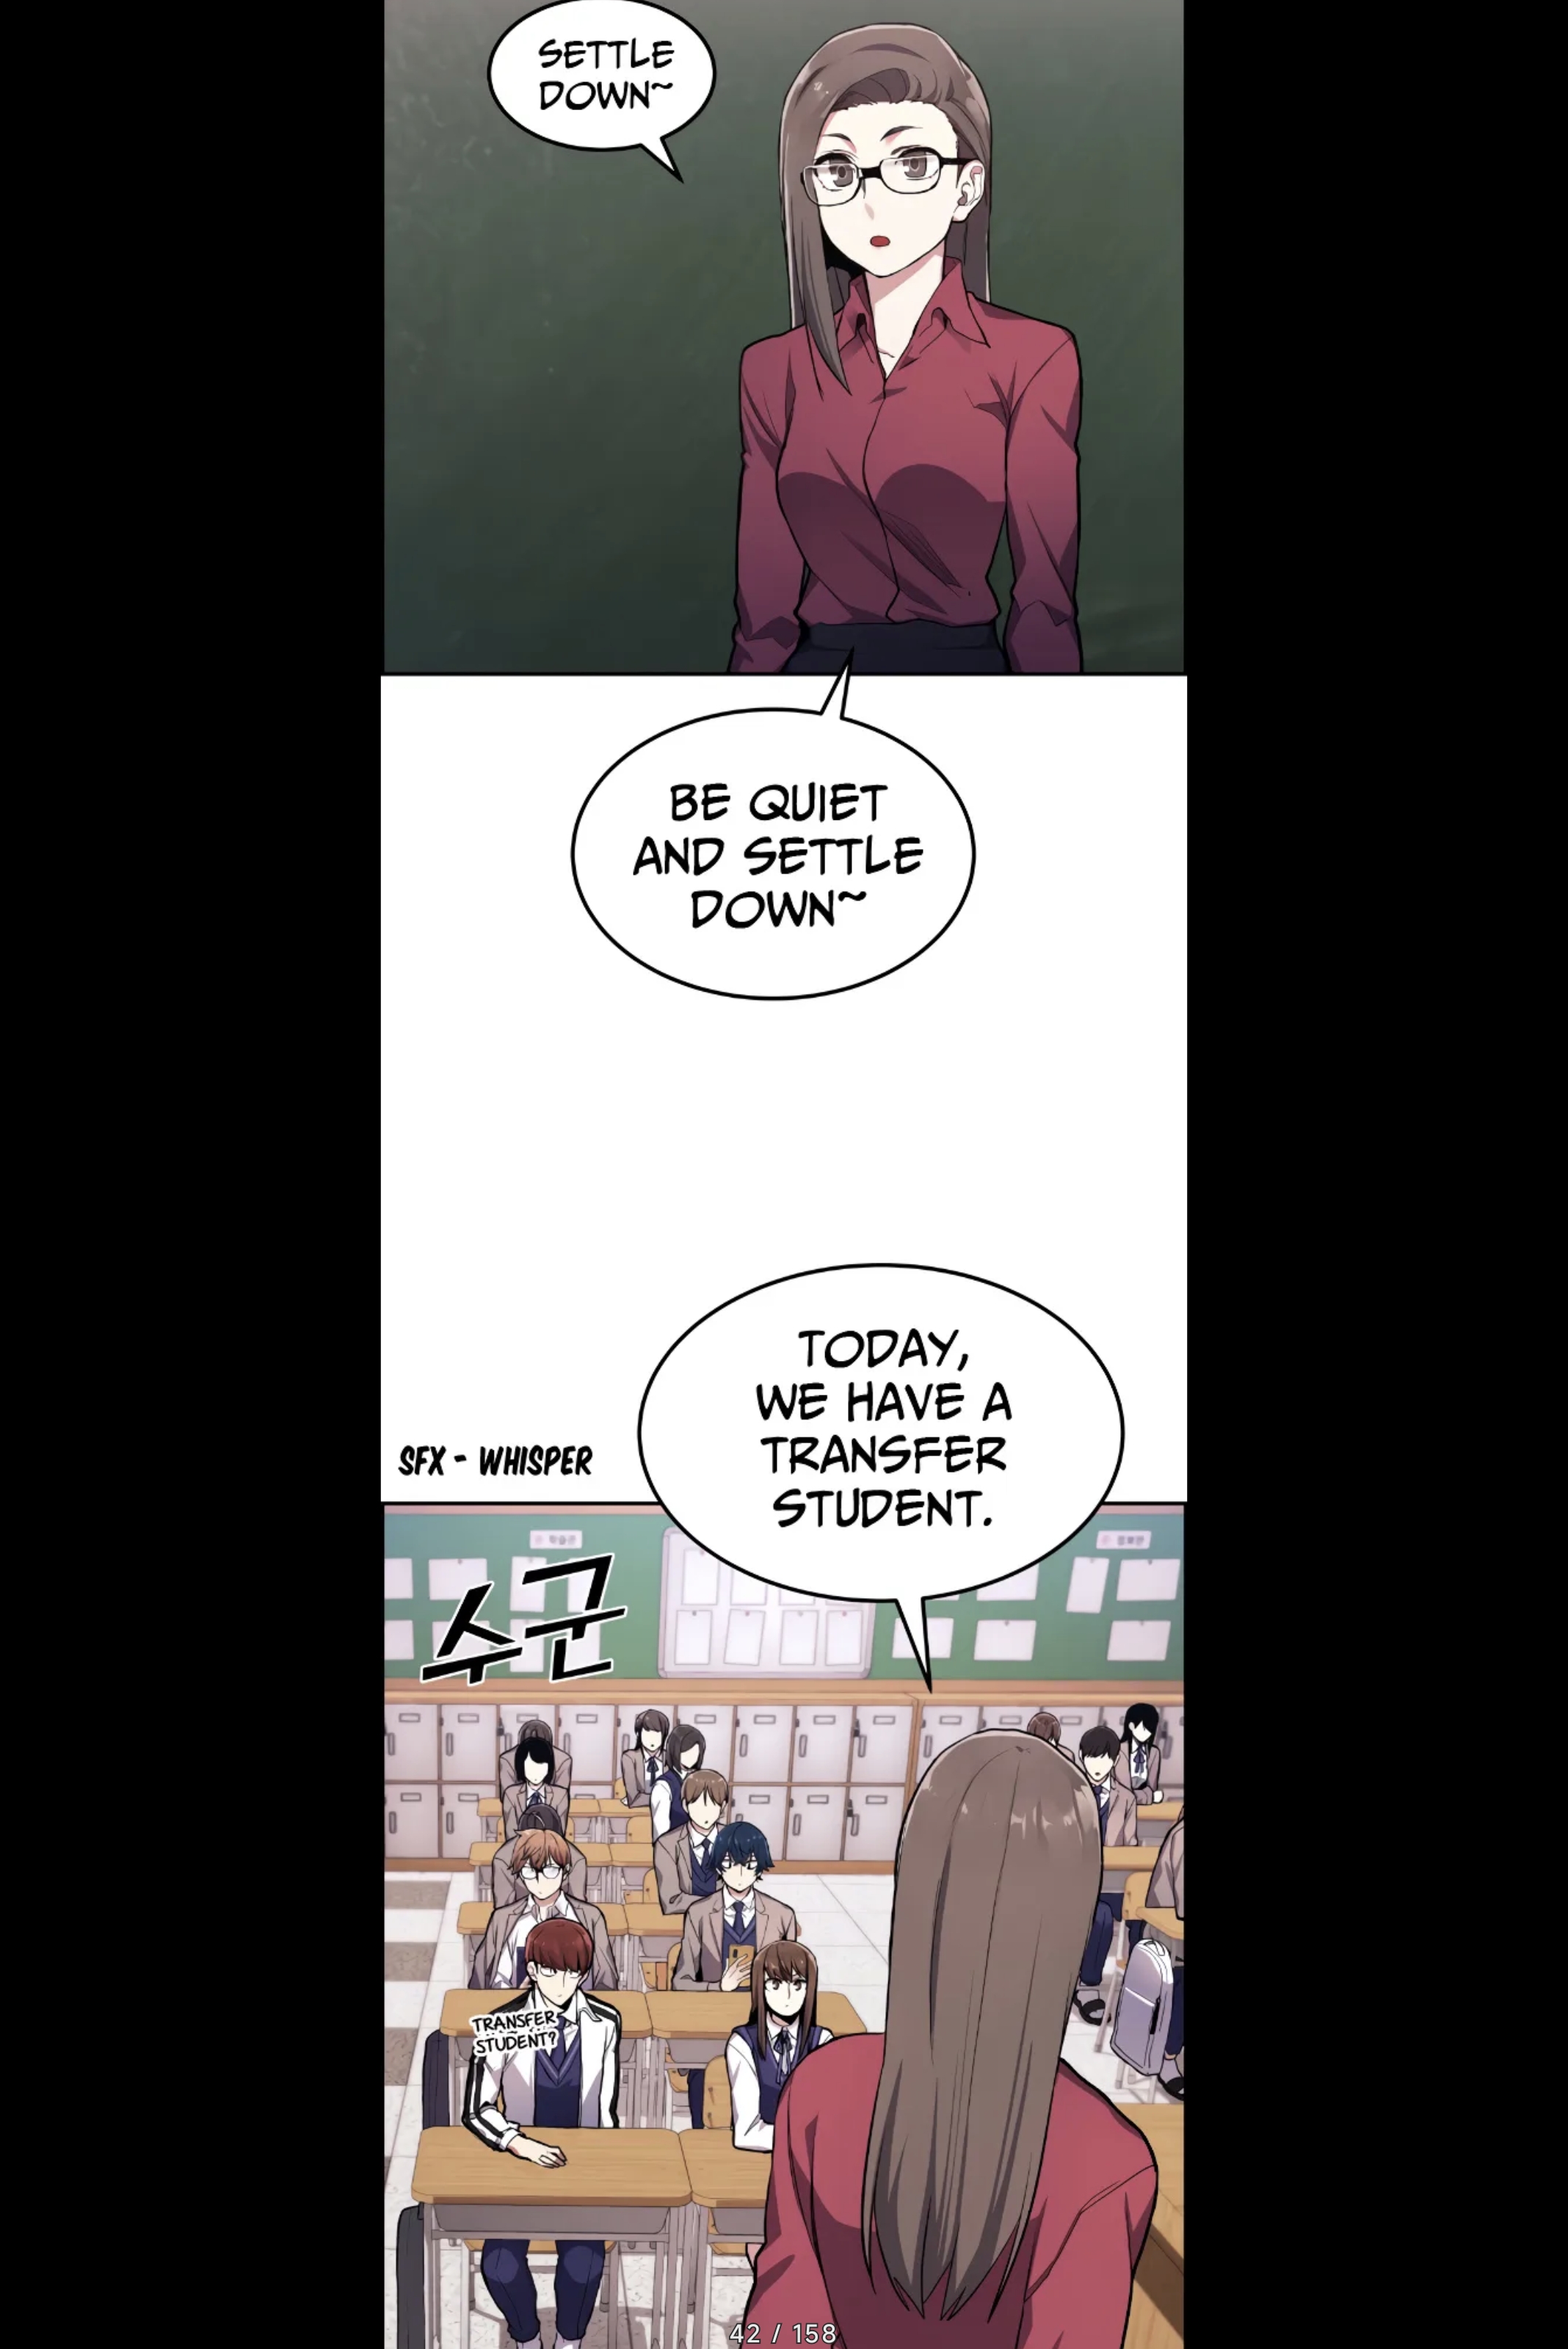 SETTLE
DOWN~
BE QUIET
AND SETTLE
DOWN~
TODAY,
WE HAVE A
TRANSFER
STUDENT.
SFX - WHISPER
수군
TRANSFER
STUDENT?
42 / 158